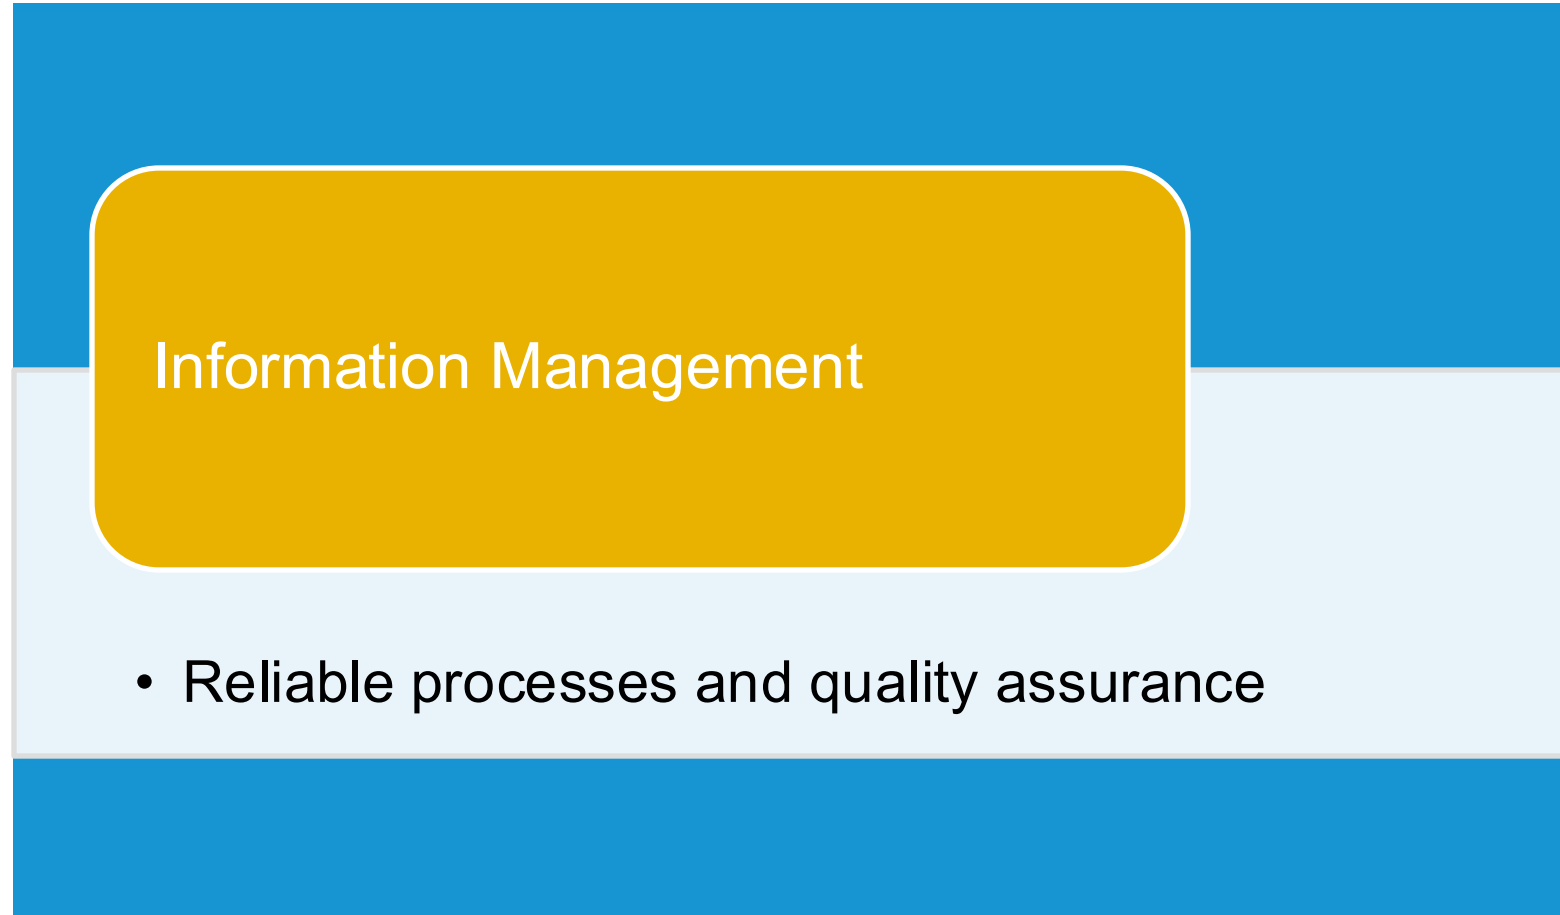 Information Management
• Reliable processes and quality assurance